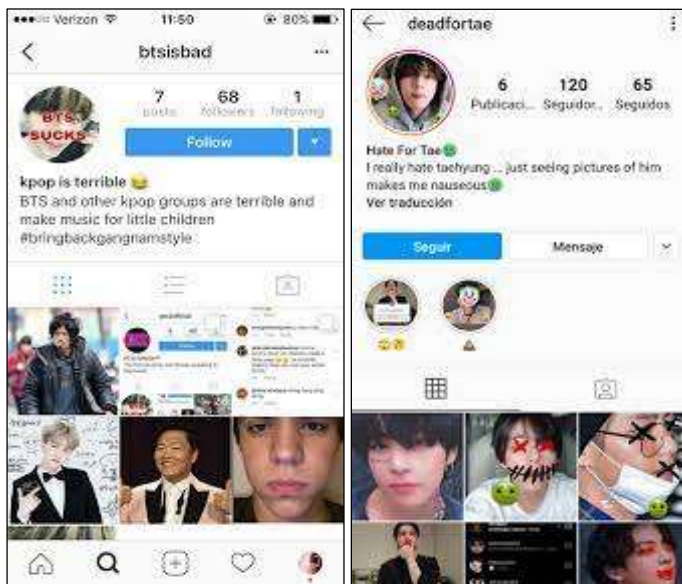 Verizon
11:50
80%
btsisbad
BTS
SUCKS
7
68
1
posts
followers
following
Follow
kpop is terrible 😂
BTS and other kpop groups are terrible and
make music for little children
#bringbackgangnamstyle
deadfortae
6
120
65
Publicaci...
Seguidor...
Seguidos
Hate For Tae🤢
I really hate taehyung ... just seeing pictures of him
makes me nauseous🤢
Ver traducción
Seguir
Mensaje